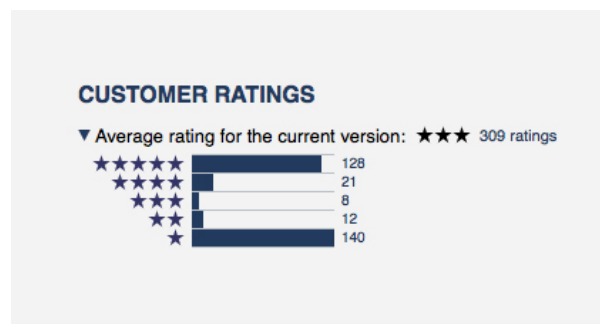 CUSTOMER RATINGS
▼ Average rating for the current version: ★★★ 309 ratings
★★★★★ 128
★★★★ 21
★★★ 8
★★ 12
★ 140